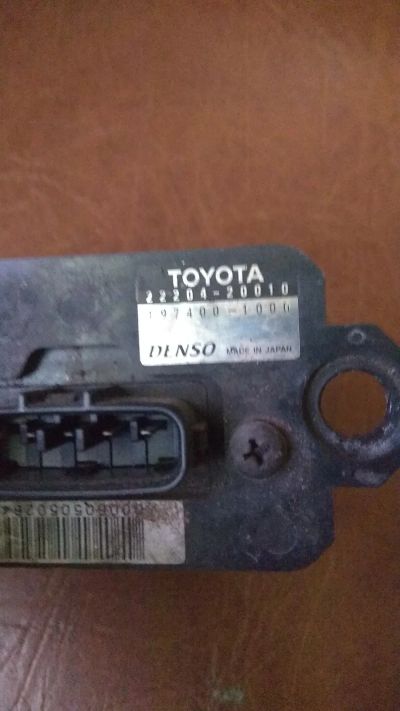 TOYOTA
22204-20010
197400-1000
DENSO MADE IN JAPAN